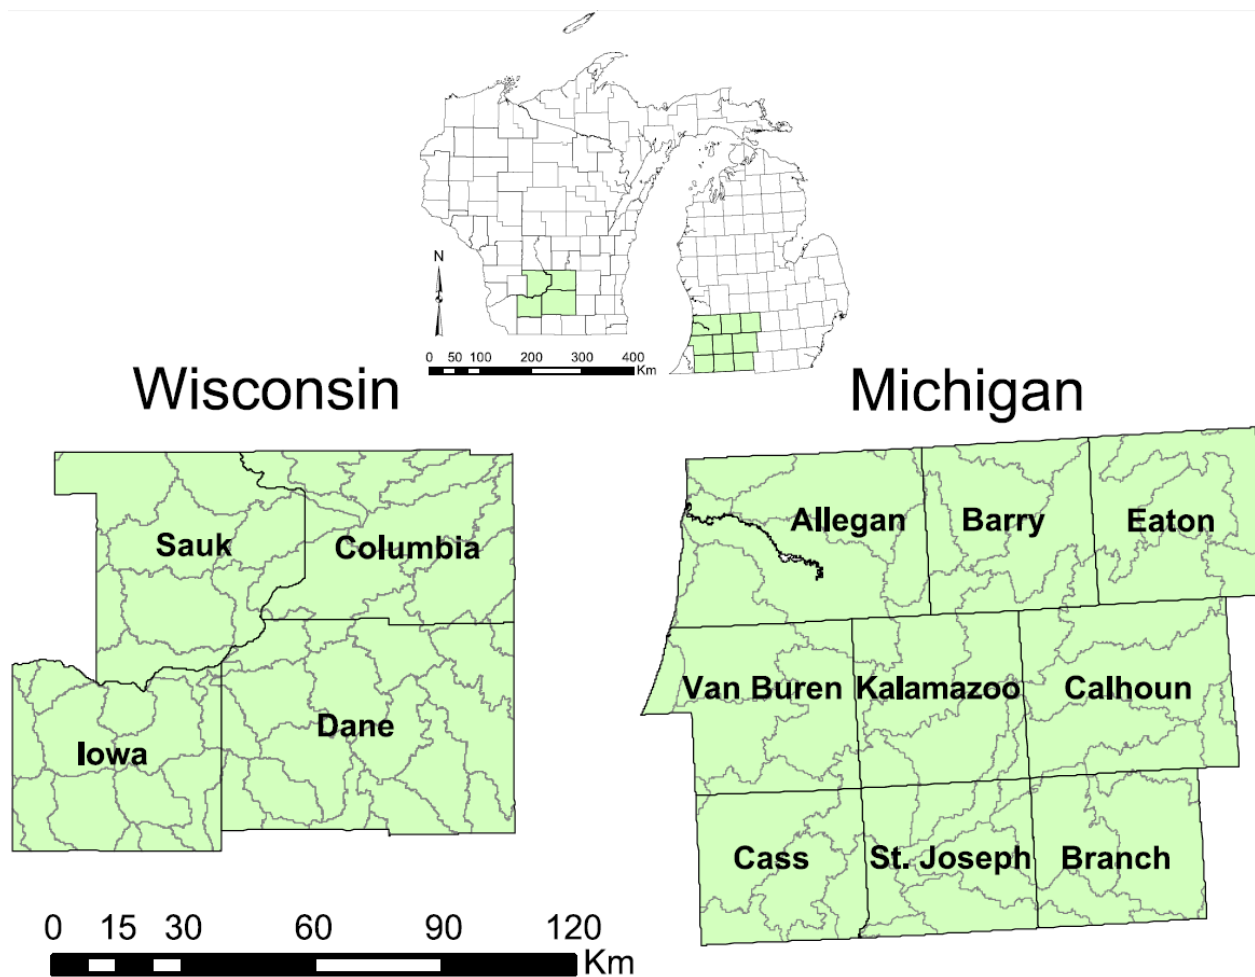 N
0 50 100 200 300 400
Km
Wisconsin
Michigan
Allegan Barry Eaton
Sauk Columbia
Van Buren Kalamazoo Calhoun
Dane
Iowa
Cass St. Joseph Branch
0 15 30 60 90 120
Km